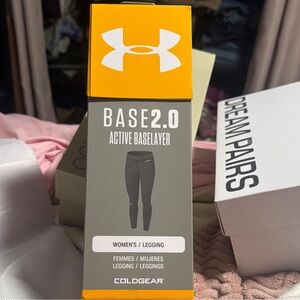 BASE2.0
ACTIVE BASELAYER
WOMEN'S / LEGGING
FEMMES / MUJERES
LEGGING / LEGGINGS
COLDGEAR
DREAM PAIRS